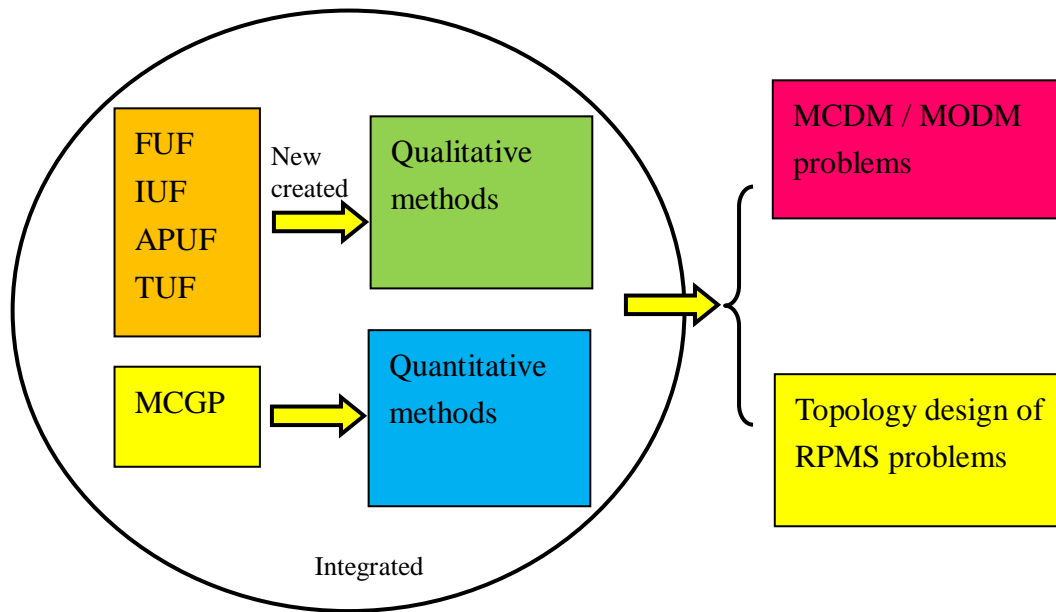 FUF
IUF
APUF
TUF
New
created
Qualitative
methods
MCGP
Quantitative
methods
Integrated
MCDM / MODM
problems
Topology design of
RPMS problems